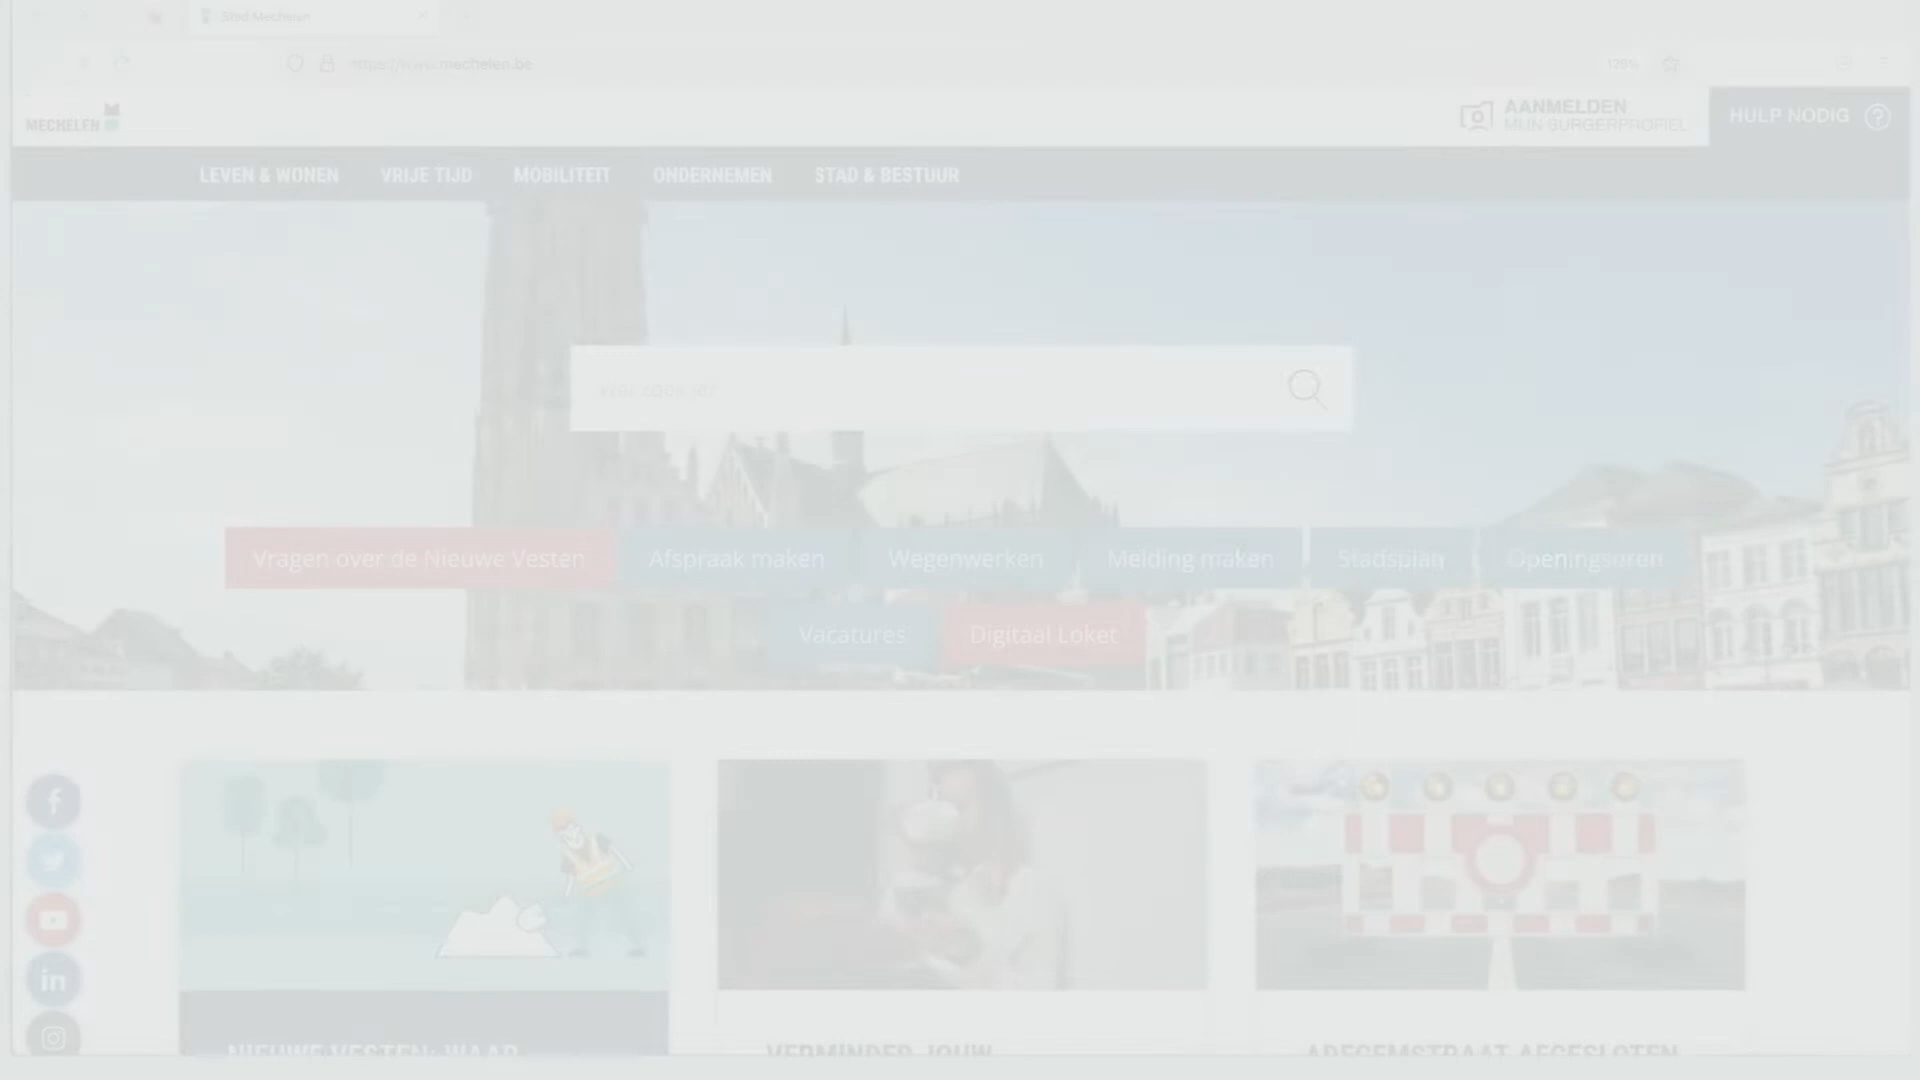 Stad Mechelen
https://www.mechelen.be
120%
MECHELEN
AANMELDEN
MIJN BURGERPROFIEL
HULP NODIG
LEVEN & WONEN VRIJE TIJD MOBILITEIT ONDERNEMEN STAD & BESTUUR
Vragen over de Nieuwe Vesten Afspraak maken Wegenwerken Melding maken Stadsplan Openingsuren
Vacatures Digitaal Loket
NIEUWE VESTEN: WAAR VERMINDER JOUW ADEGEMSTRAAT AFGESLOTEN